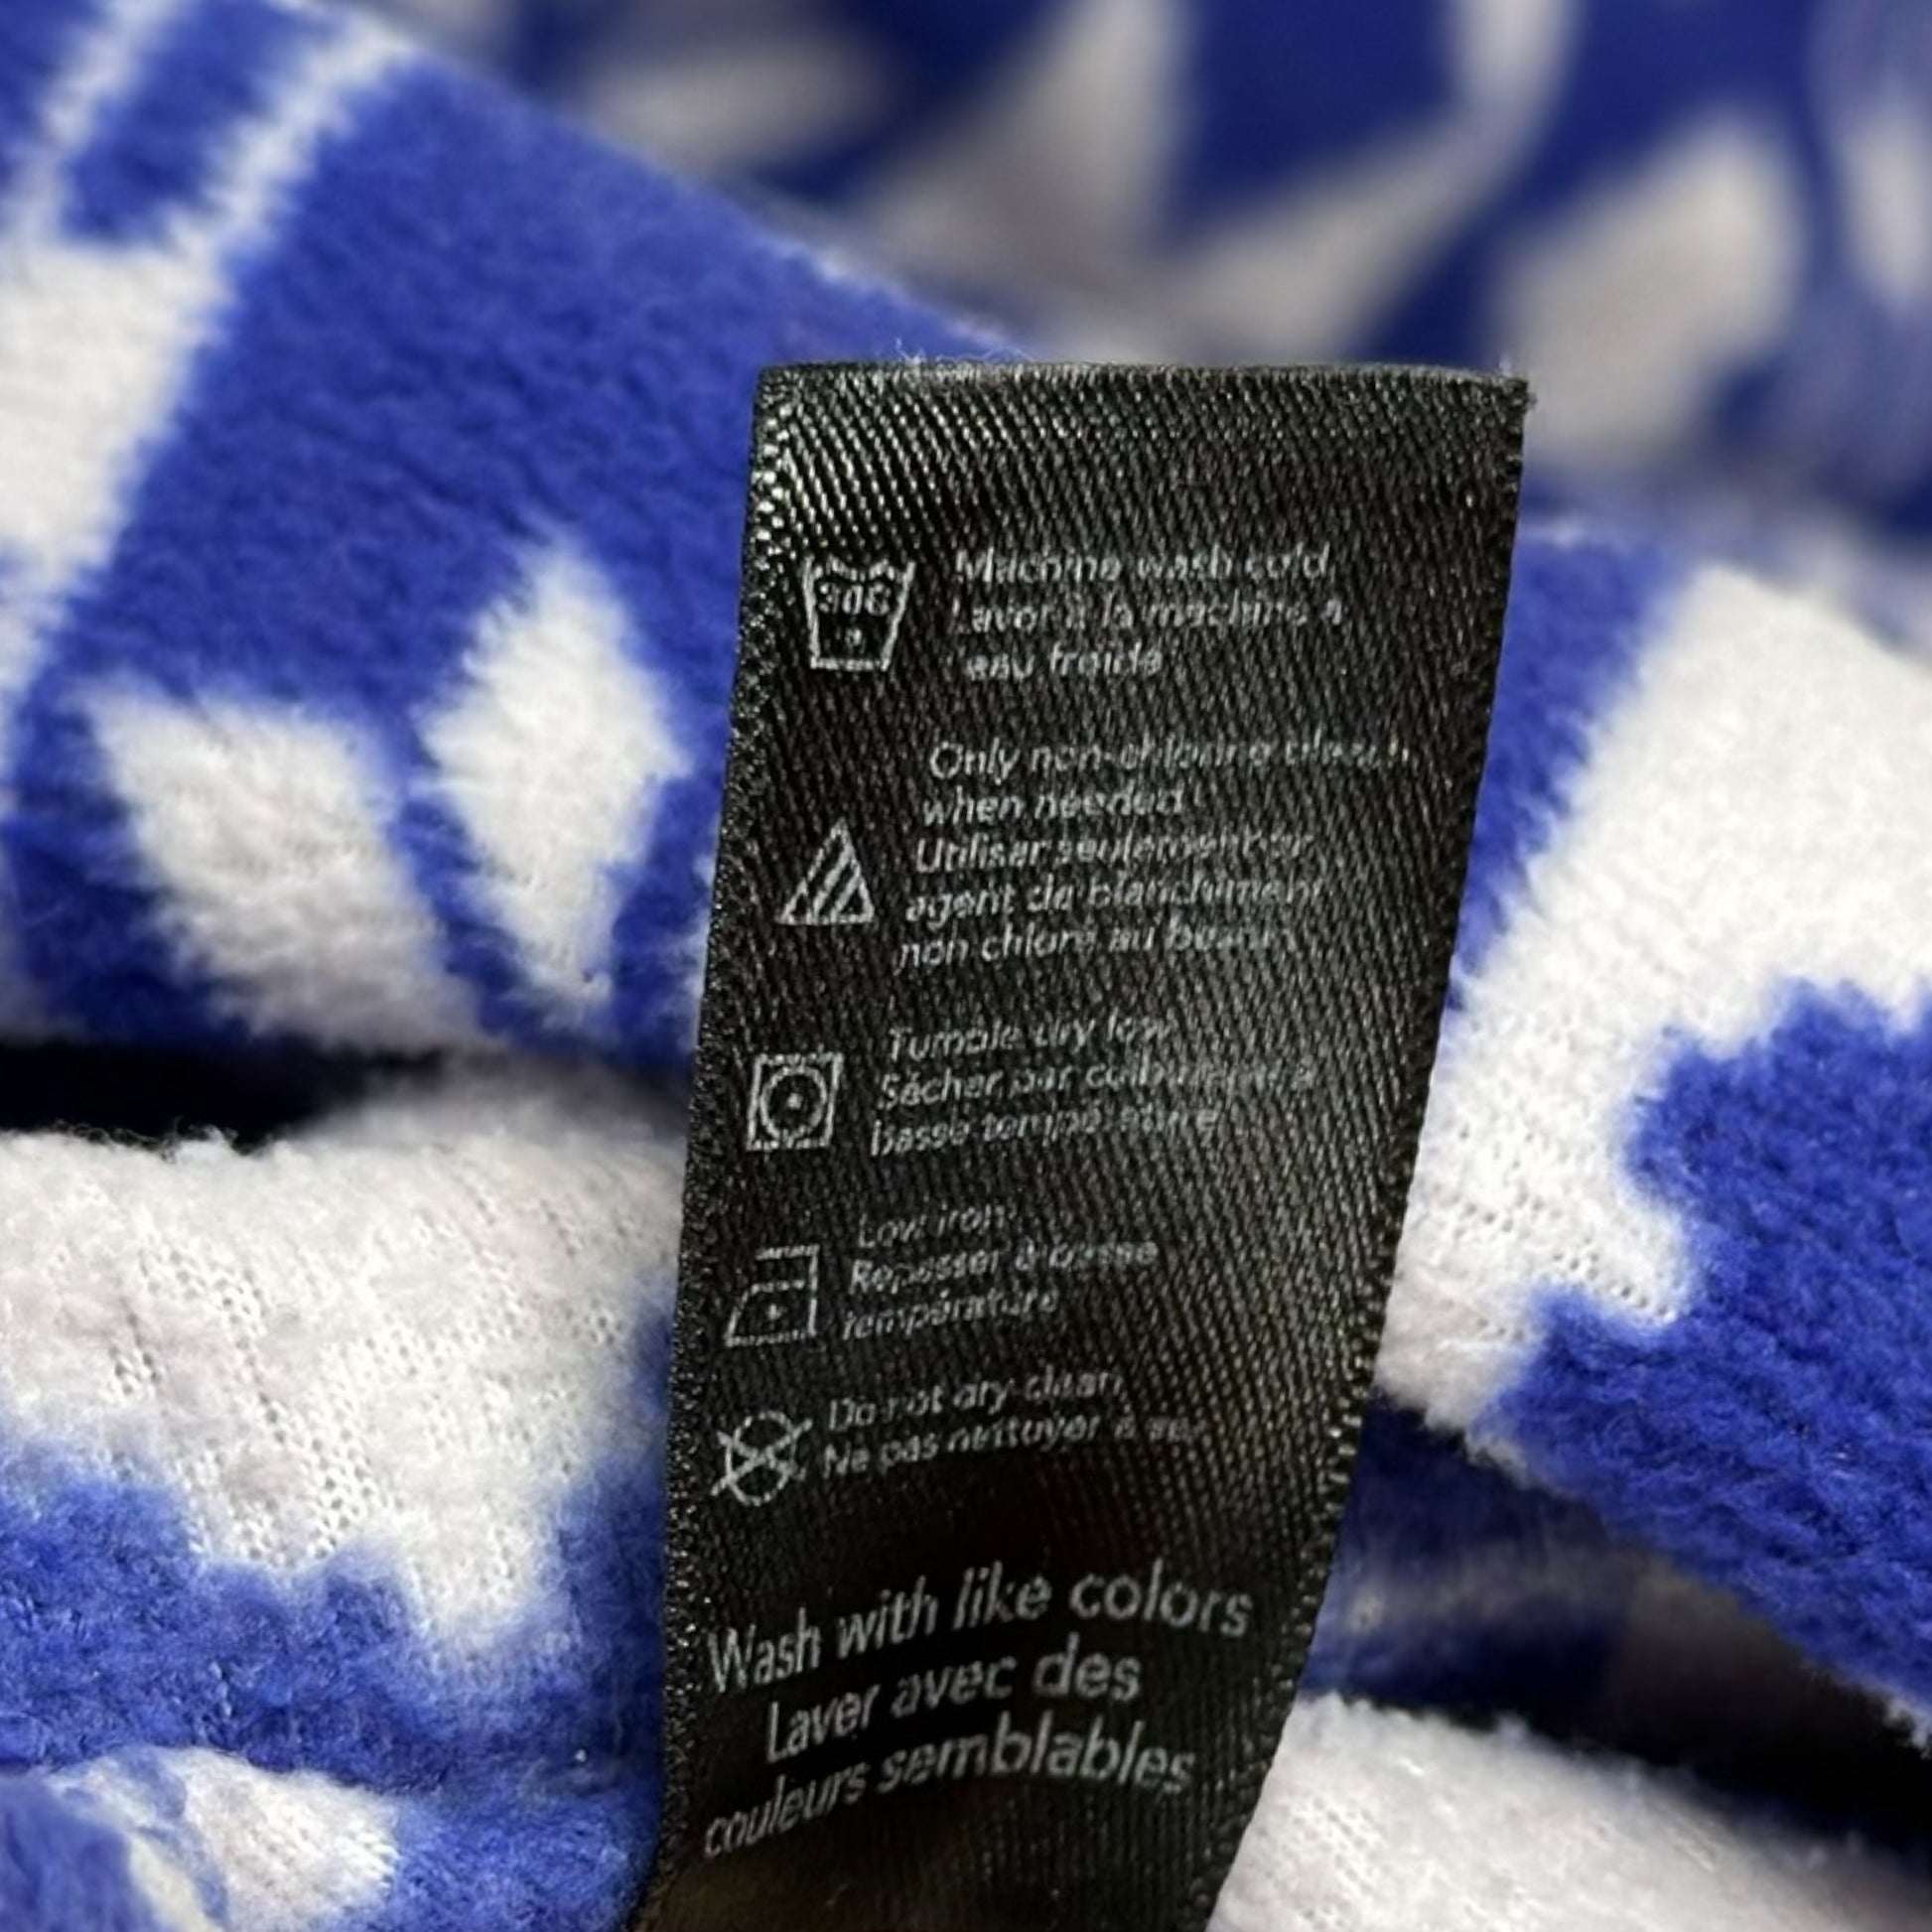 30C
Machine wash cold
Laver à la machine à
l'eau froide
Only non-chlorine bleach
when needed
Utiliser seulement un
agent de blanchiment
non chloré au besoin
Tumble dry low
Sécher par culbutage à
basse température
Low iron
Repasser à basse
température
Do not dry clean
Ne pas nettoyer à sec
Wash with like colors
Laver avec des
couleurs semblables